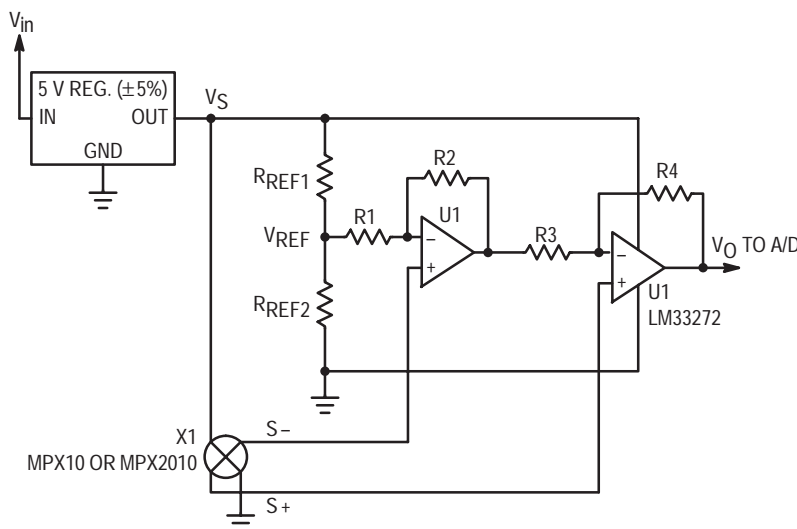 Vin
5 V REG. (±5%)
IN OUT
GND
VS
RREF1
R2
R4
U1
R1
VREF
−
+
R3
−
+
VO TO A/D
RREF2
U1
LM33272
S−
X1
MPX10 OR MPX2010
S+